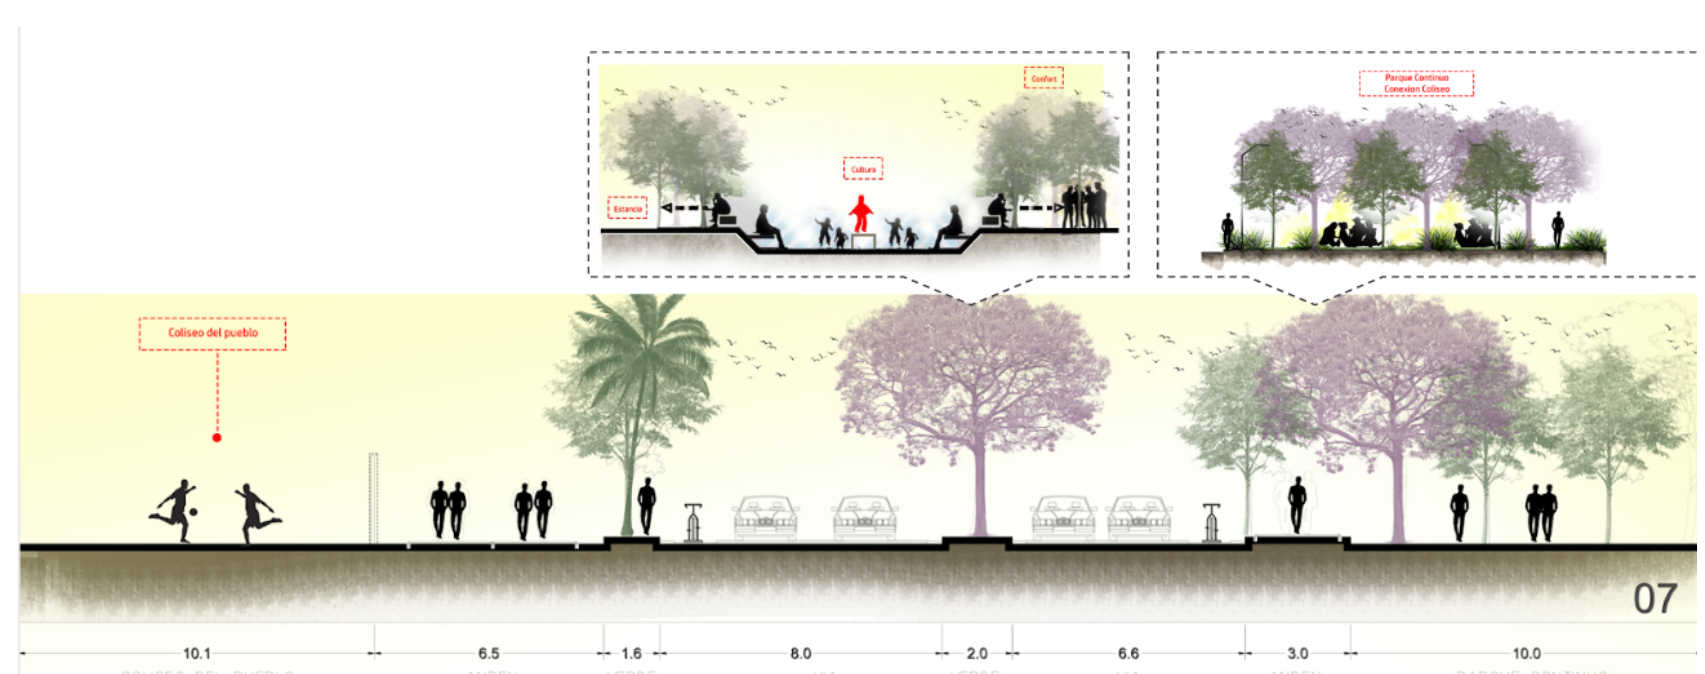 Confort
Cultura
Estancia
Parque Continuo
Conexion Coliseo
Coliseo del pueblo
07
10.1
6.5
1.6
8.0
2.0
6.6
3.0
10.0